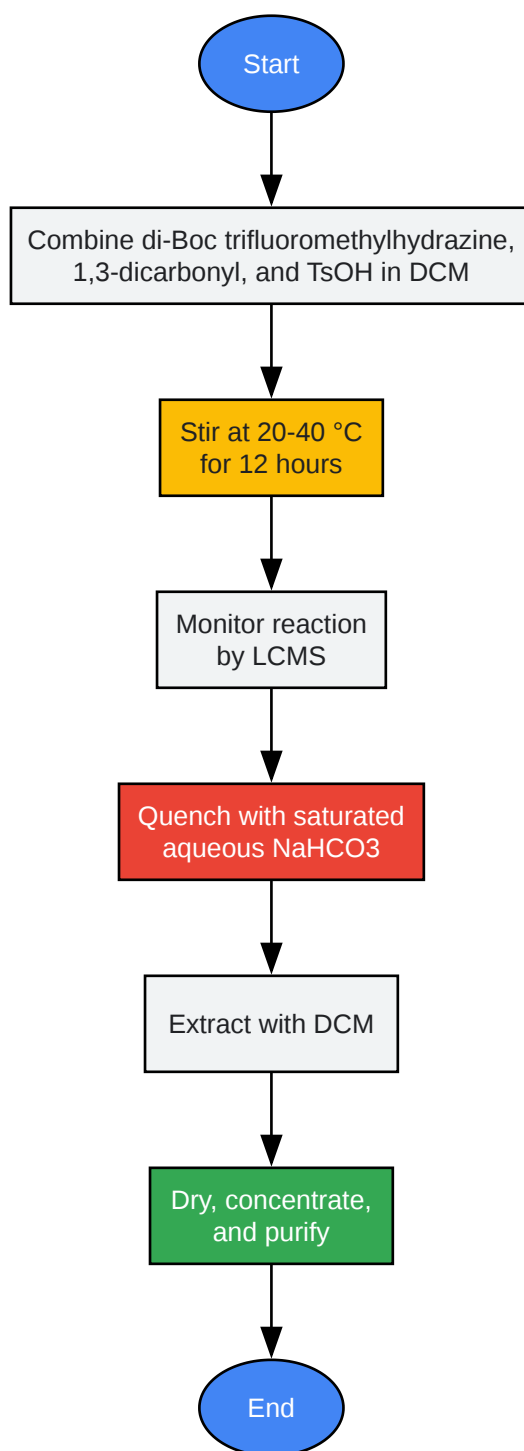 Start
Combine di-Boc trifluoromethylhydrazine,
1,3-dicarbonyl, and TsOH in DCM
Stir at 20-40 °C
for 12 hours
Monitor reaction
by LCMS
Quench with saturated
aqueous NaHCO3
Extract with DCM
Dry, concentrate,
and purify
End